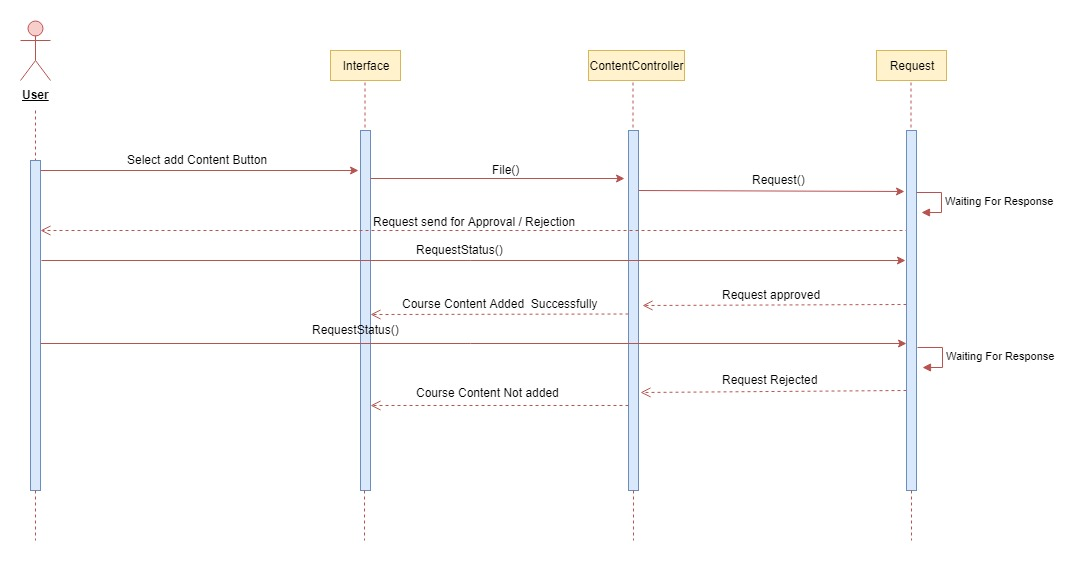 User
Interface
ContentController
Request
Select add Content Button
File()
Request()
Waiting For Response
Request send for Approval / Rejection
RequestStatus()
Request approved
Course Content Added Successfully
RequestStatus()
Waiting For Response
Request Rejected
Course Content Not added